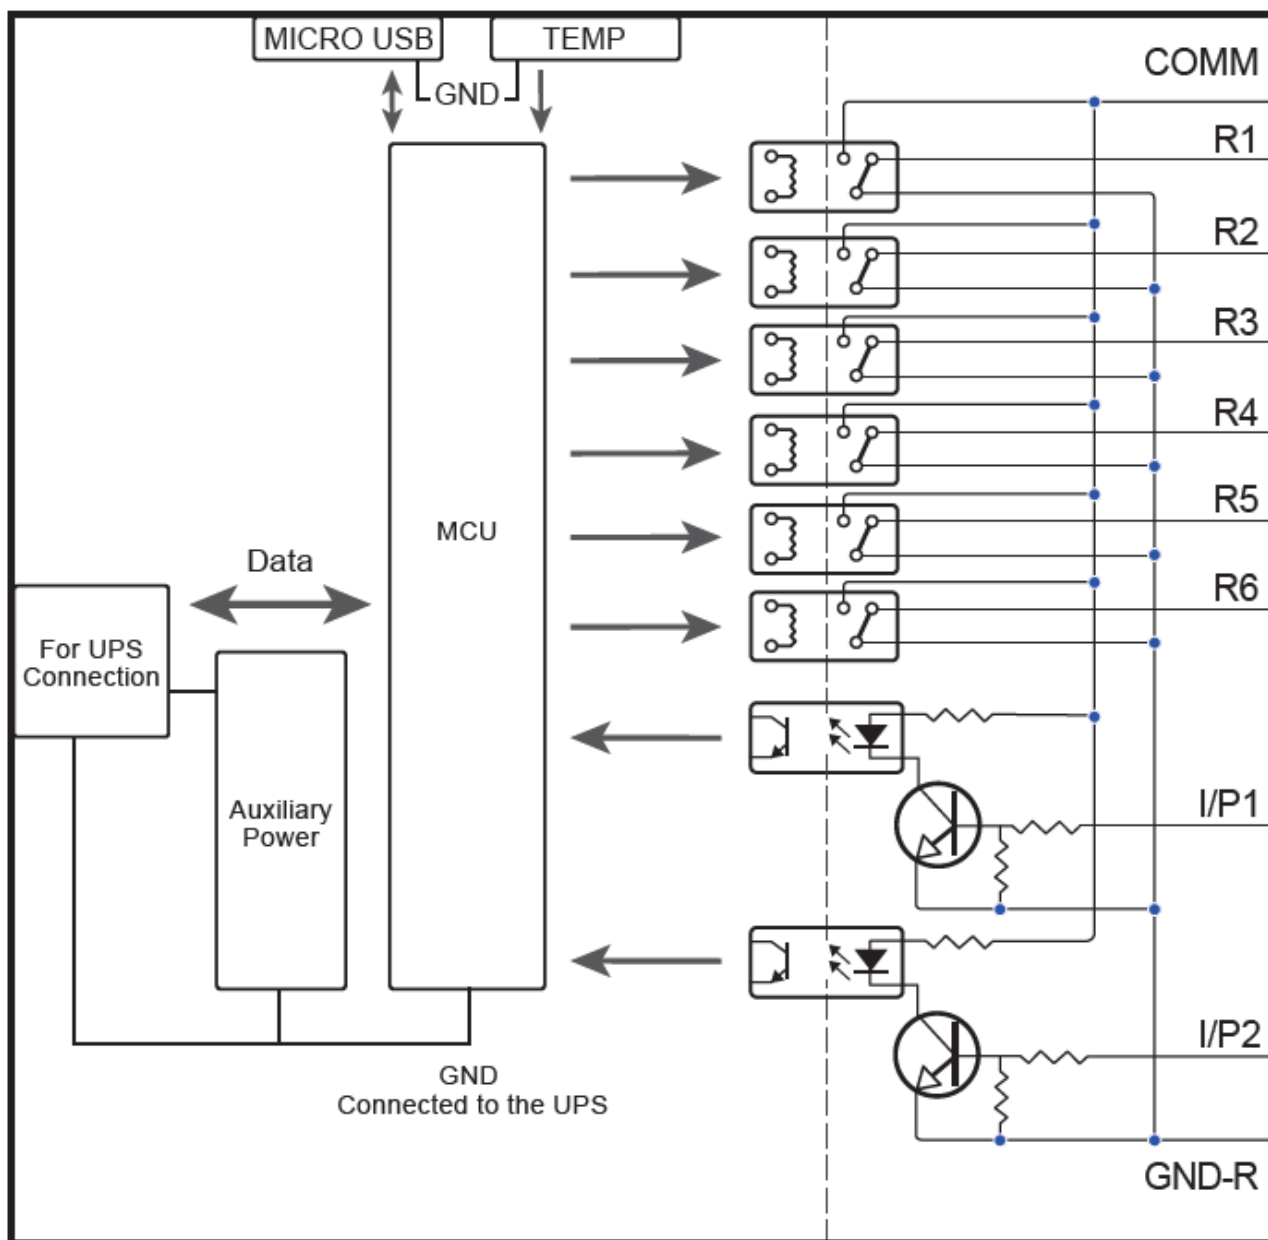 MICRO USB
TEMP
GND
COMM
R1
R2
R3
R4
R5
R6
MCU
Data
For UPS
Connection
Auxiliary
Power
I/P1
I/P2
GND
Connected to the UPS
GND-R